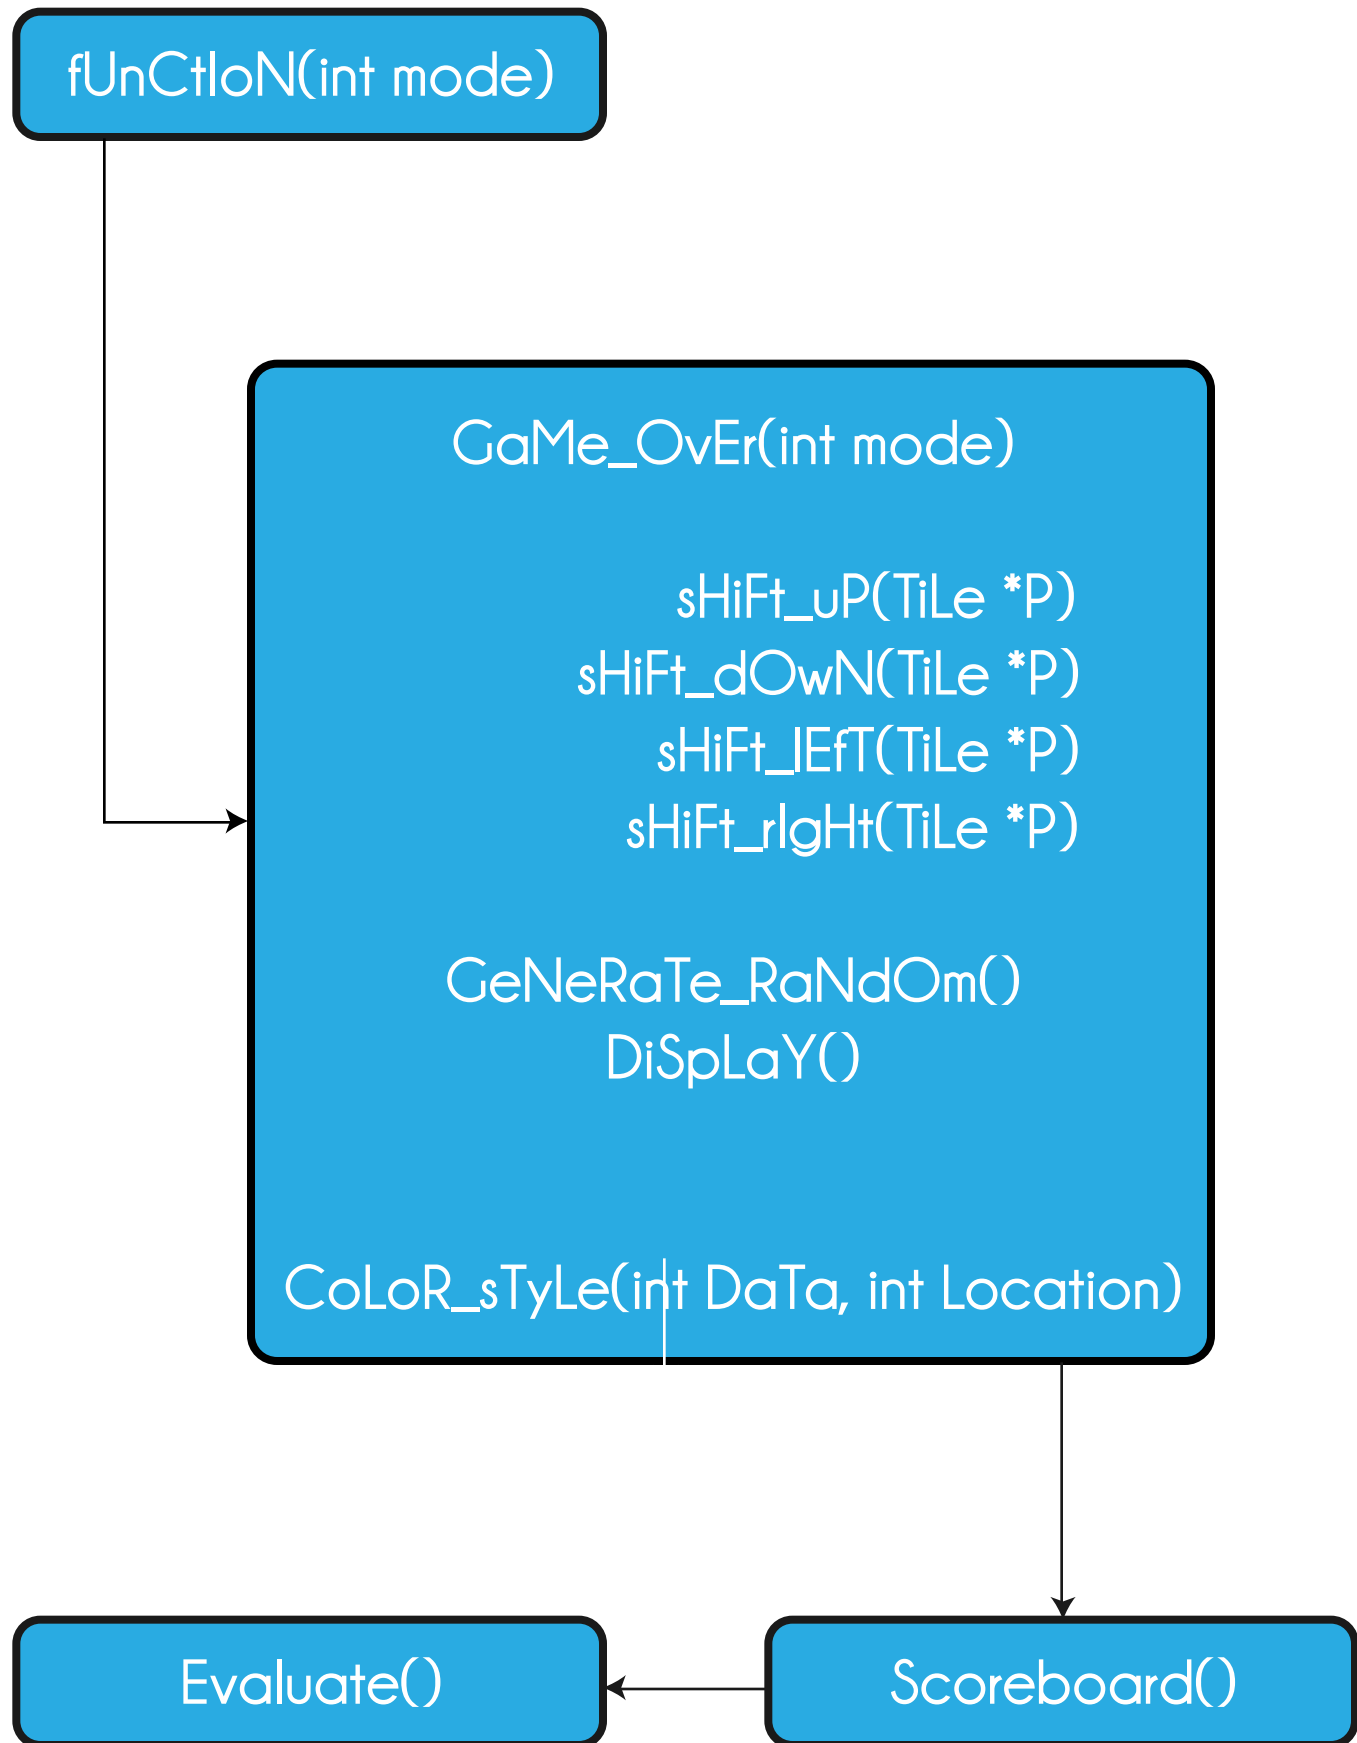 fUnCtIoN(int mode)
GaMe_OvEr(int mode)
sHiFt_uP(TiLe *P)
sHiFt_dOwN(TiLe *P)
sHiFt_lEfT(TiLe *P)
sHiFt_rIgHt(TiLe *P)
GeNeRaTe_RaNdOm()
DiSpLaY()
CoLoR_sTyLe(int DaTa, int Location)
Evaluate()
Scoreboard()